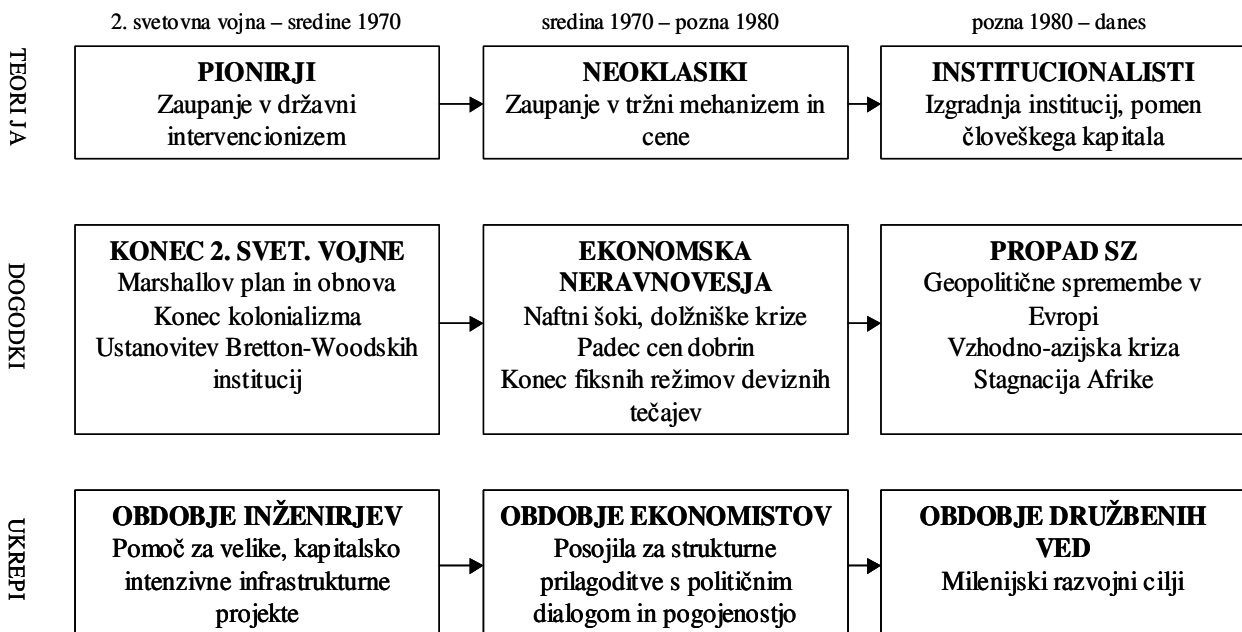 2. svetovna vojna – sredine 1970
sredina 1970 – pozna 1980
pozna 1980 – danes
TEORIJA
PIONIRJI
Zaupanje v državni
intervencionizem
NEOKLASIKI
Zaupanje v tržni mehanizem in
cene
INSTITUCIONALISTI
Izgradnja institucij, pomen
človeškega kapitala
DOGODKI
KONEC 2. SVET. VOJNE
Marshallov plan in obnova
Konec kolonializma
Ustanovitev Bretton-Woodskih
institucij
EKONOMSKA
NERAVNOVESJA
Naftni šoki, dolžniške krize
Padec cen dobrin
Konec fiksnih režimov deviznih
tečajev
PROPAD SZ
Geopolitične spremembe v
Evropi
Vzhodno-azijska kriza
Stagnacija Afrike
UKREPI
OBDOBJE INŽENIRJEV
Pomoč za velike, kapitalsko
intenzivne infrastrukturne
projekte
OBDOBJE EKONOMISTOV
Posojila za strukturne
prilagoditve s političnim
dialogom in pogojenostjo
OBDOBJE DRUŽBENIH
VED
Milenijski razvojni cilji